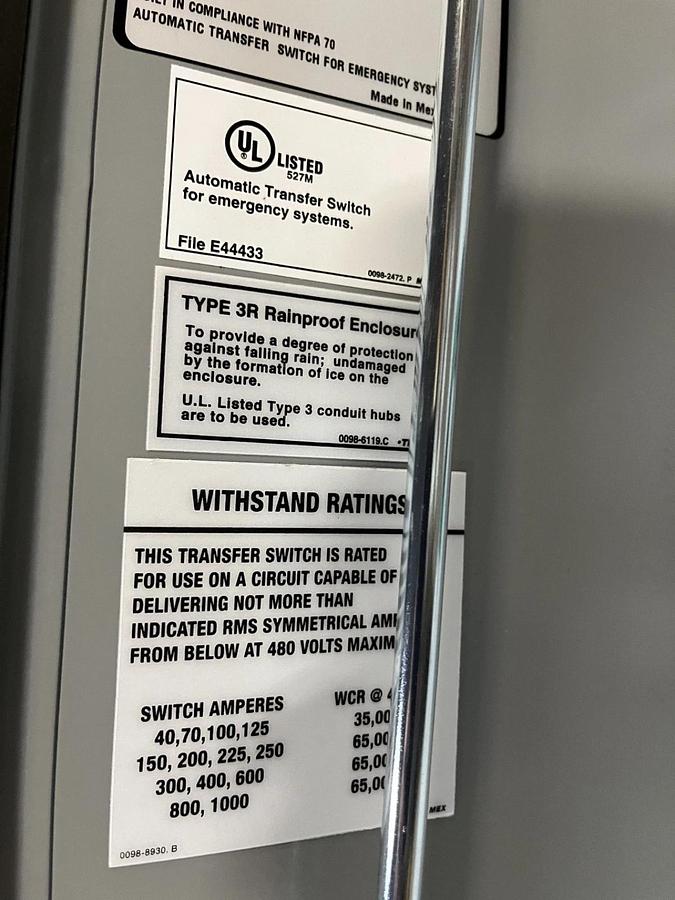 IN COMPLIANCE WITH NFPA 70
AUTOMATIC TRANSFER SWITCH FOR EMERGENCY
Made in
UL
®
LISTED
527M
Automatic Transfer Switch
for emergency systems.
File E44433
0098-2472. P
TYPE 3R Rainproof
To provide a degree of protection
against falling rain; undamaged
by the formation of ice on the
enclosure.
U.L. Listed Type 3 conduit hubs
are to be used.
0098-6119.C
WITHSTAND RATINGS
THIS TRANSFER SWITCH IS RATED
FOR USE ON A CIRCUIT CAPABLE OF
DELIVERING NOT MORE THAN
INDICATED RMS SYMMETRICAL
FROM BELOW AT 480 VOLTS
SWITCH AMPERES WCR @
40,70,100,125
150, 200, 225, 250
300, 400, 600
800, 1000
MEX
0098-8930. B